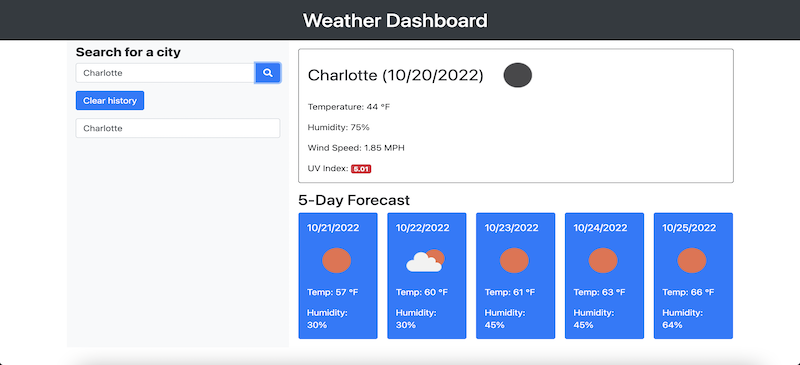 Weather Dashboard
Search for a city
Charlotte
Clear history
Charlotte
Charlotte (10/20/2022)
Temperature: 44 °F
Humidity: 75%
Wind Speed: 1.85 MPH
UV Index: 5.01
5-Day Forecast
10/21/2022
Temp: 57 °F
Humidity:
30%
10/22/2022
Temp: 60 °F
Humidity:
30%
10/23/2022
Temp: 61 °F
Humidity:
45%
10/24/2022
Temp: 63 °F
Humidity:
45%
10/25/2022
Temp: 66 °F
Humidity:
64%